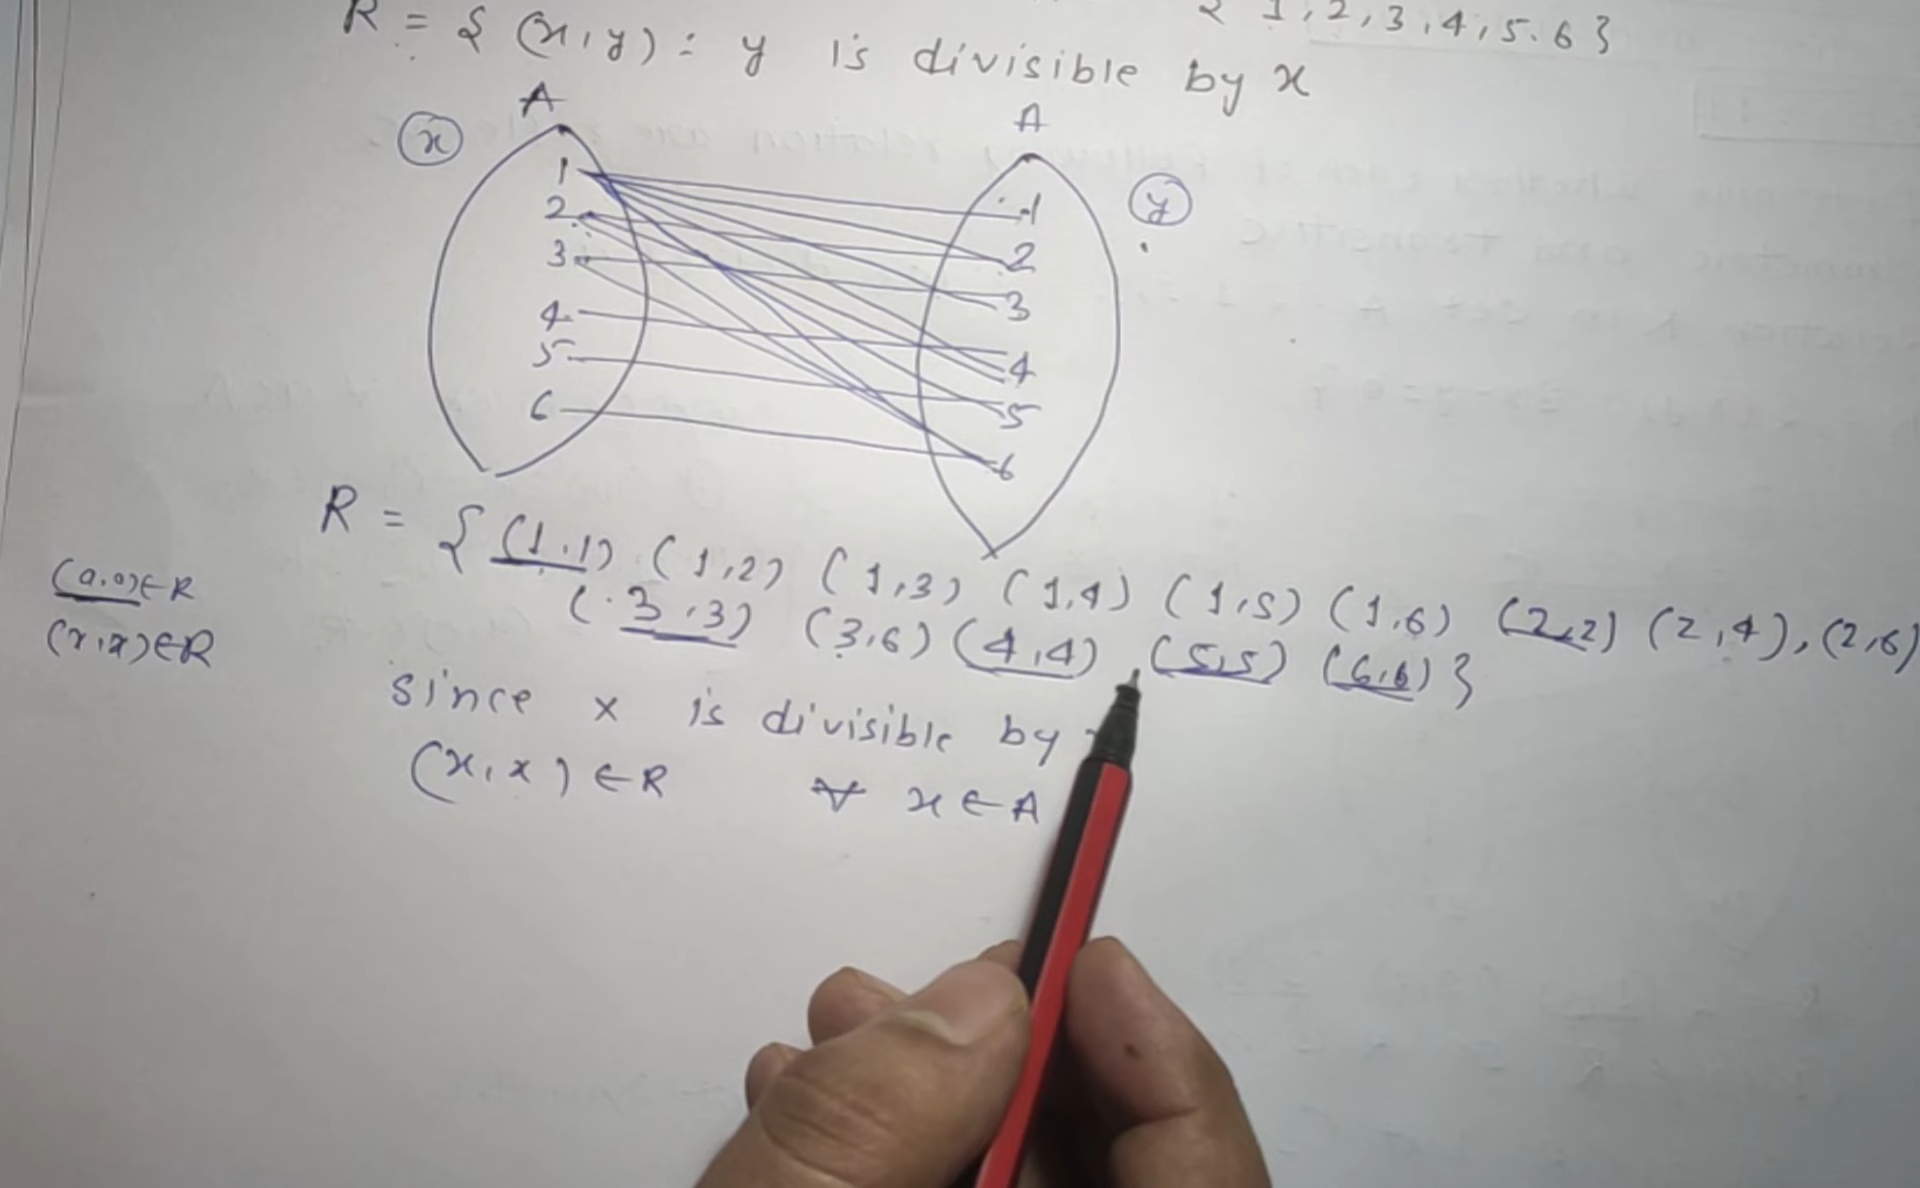 { 1, 2, 3, 4, 5. 6 }
R = { (x, y) : y is divisible by x
A
A
x
y
1
2
3
4
5
6
1
2
3
4
5
6
R = { (1,1) (1,2) (1,3) (1,4) (1,5) (1,6) (2,2) (2,4), (2,6)
(3,3) (3,6) (4,4), (5,5) (6,6) }
(a,a) ∈ R
(x,x) ∈ R
since x is divisible by
(x, x) ∈ R ∀ x ∈ A